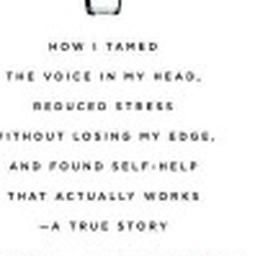 HOW I TAMED
THE VOICE IN MY HEAD,
REDUCED STRESS
WITHOUT LOSING MY EDGE,
AND FOUND SELF-HELP
THAT ACTUALLY WORKS
—A TRUE STORY